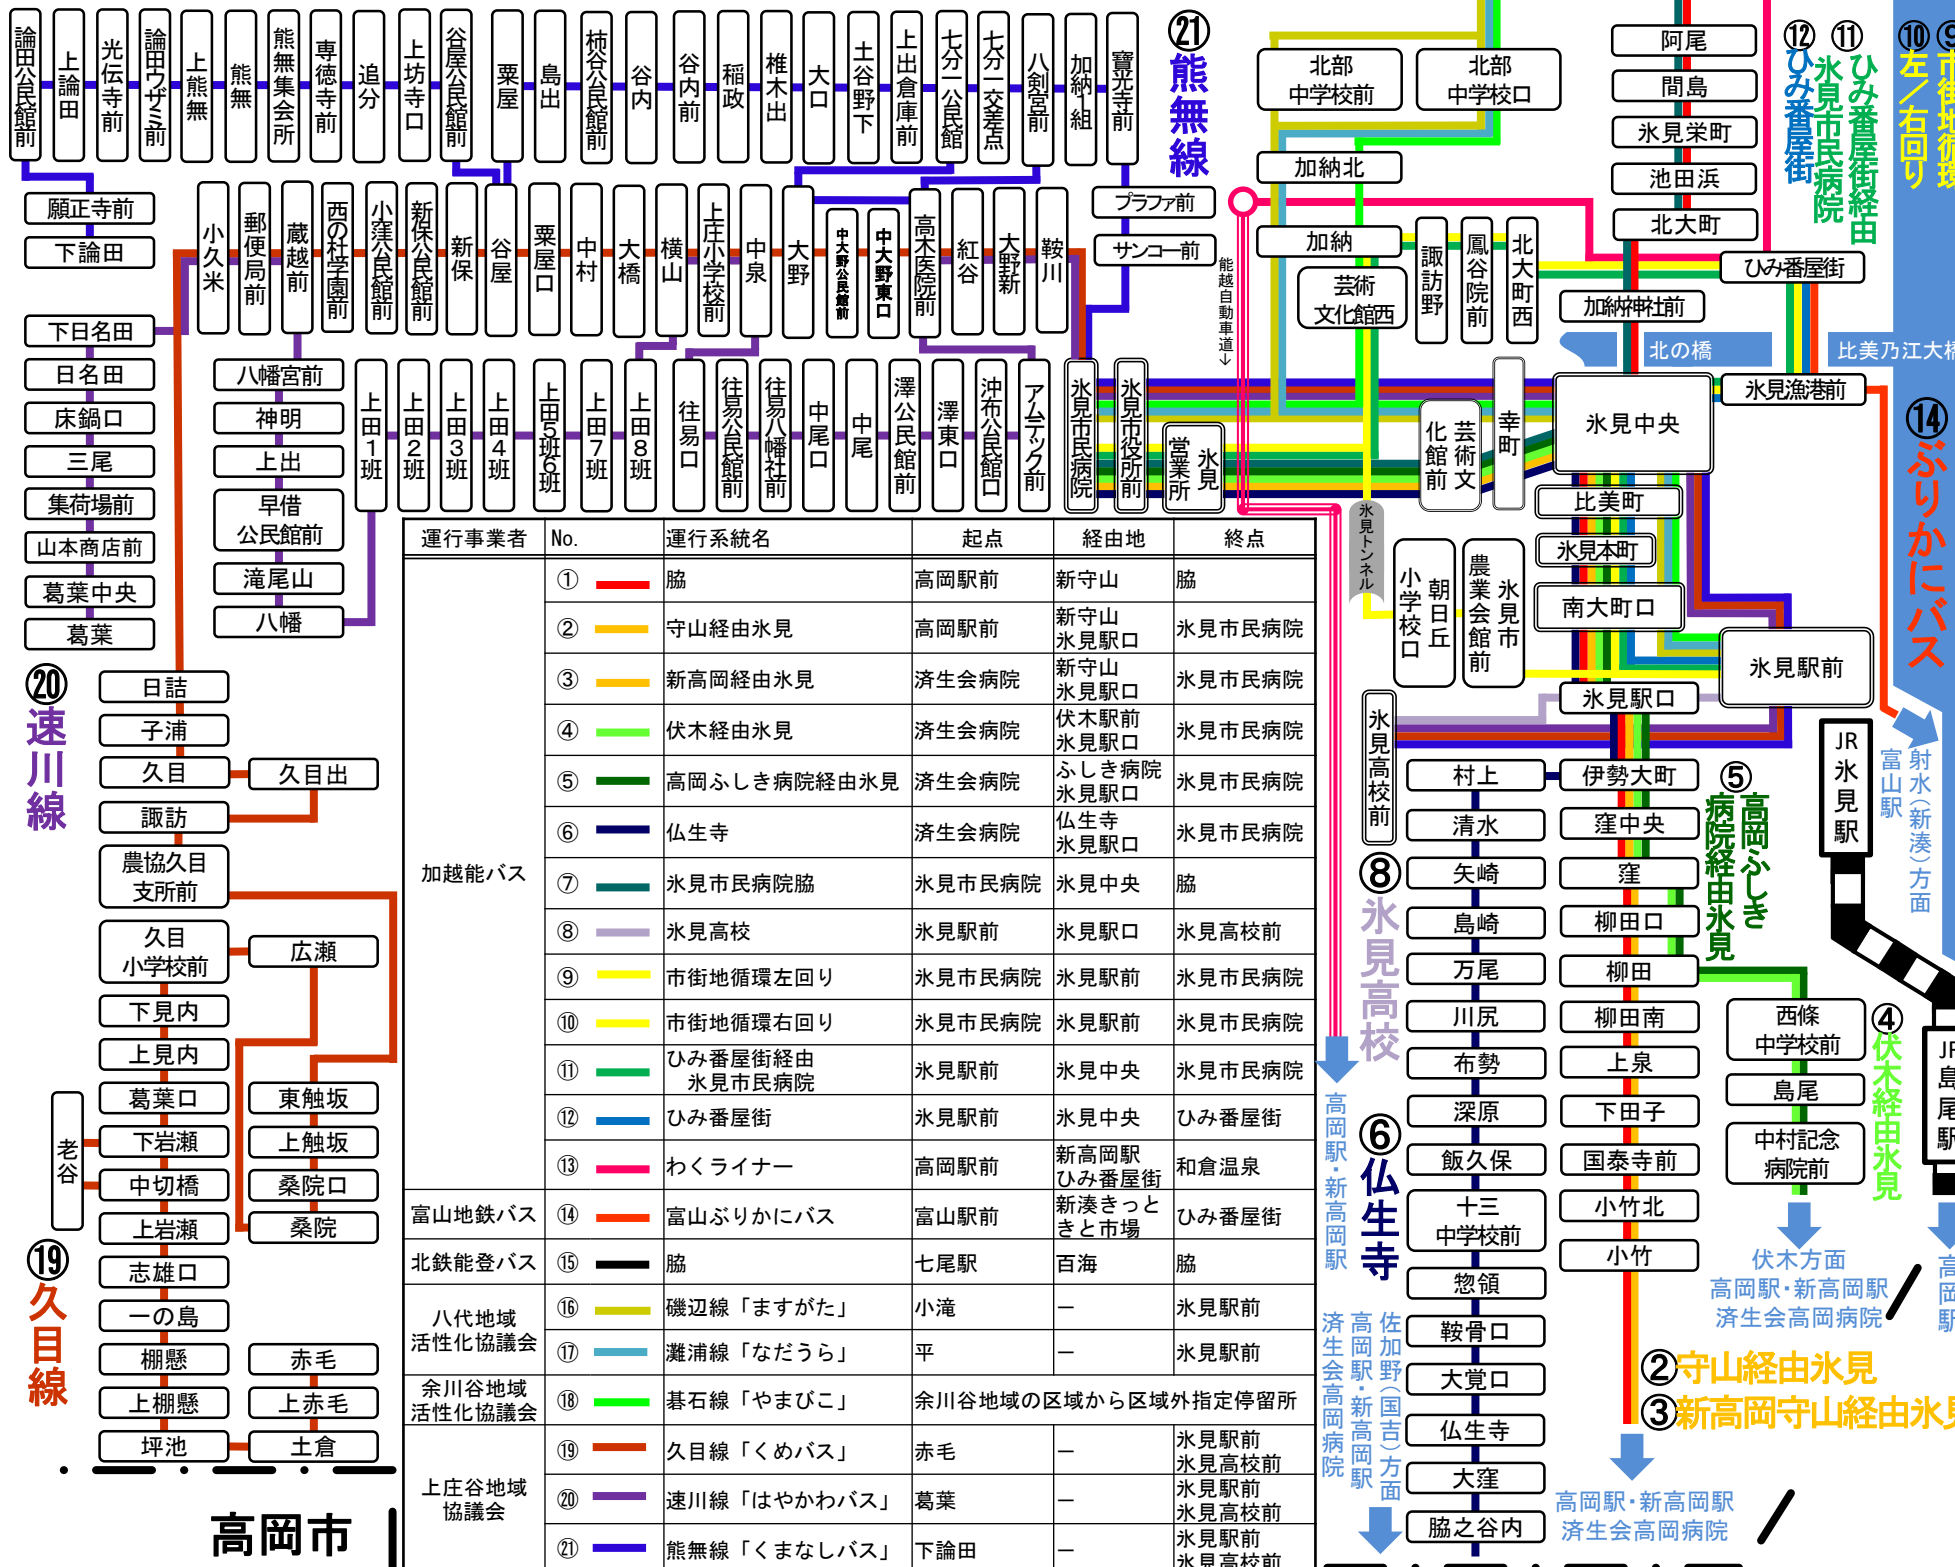 論田公民館前
上論田
光伝寺前
論田ウザミ前
上熊無
熊無
熊無集会所
専徳寺前
追分
上坊寺口
谷屋公民館前
粟屋
島出
柿谷公民館前
谷内
谷内前
稲政
椎木出
大口
土谷野下
上出倉庫前
七分一公民館
七分一交差点
八剣宮前
加納1組
寶光寺前
㉑
熊無線
願正寺前
下論田
プラファ前
サンコー前
小久米
郵便局前
蔵越前
西の杜学園前
小窪公民館前
新保公民館前
新保
谷屋
粟屋口
中村
大橋
横山
上庄小学校前
中泉
大野
中大野公民館前
中大野東口
高木医院前
紅谷
大野新
鞍川
下日名田
日名田
床鍋口
三尾
集荷場前
山本商店前
葛葉中央
葛葉
八幡宮前
神明
上出
早借
公民館前
滝尾山
八幡
上田1班
上田2班
上田3班
上田4班
上田5班6班
上田7班
上田8班
往易口
往易公民館前
往易八幡社前
中尾口
中尾
澤公民館前
澤東口
沖布公民館口
アムテック前
氷見市民病院
氷見市役所前
氷見
営業所
北部
中学校前
北部
中学校口
加納北
加納
芸術
文化館西
諏訪野
鳳谷院前
北大町西
能越自動車道↓
阿尾
間島
氷見栄町
池田浜
北大町
ひみ番屋街
加納神社前
北の橋
比美乃江大橋
氷見漁港前
⑫
ひみ番屋街
⑪
ひみ番屋街経由
氷見市民病院
⑩
左／右回り
⑨
市街地循環
⑭
ぶりかにバス
芸術文
化館前
幸町
氷見中央
比美町
氷見本町
南大町口
氷見駅前
氷見駅口
氷見トンネル
朝日丘
小学校口
氷見市
農業会館前
氷見高校前
⑧
氷見高校
JR
氷見駅
射水（新湊）方面
富山駅
⑳
速川線
日詰
子浦
久目
久目出
諏訪
農協久目
支所前
久目
小学校前
広瀬
下見内
上見内
葛葉口
東触坂
下岩瀬
上触坂
老谷
中切橋
桑院口
上岩瀬
桑院
志雄口
一の島
棚懸
赤毛
上棚懸
上赤毛
坪池
土倉
⑲
久目線
高岡市
運行事業者 No. 運行系統名 起点 経由地 終点
加越能バス
① 脇 高岡駅前 新守山 脇
② 守山経由氷見 高岡駅前 新守山 氷見駅口 氷見市民病院
③ 新高岡経由氷見 済生会病院 新守山 氷見駅口 氷見市民病院
④ 伏木経由氷見 済生会病院 伏木駅前 氷見駅口 氷見市民病院
⑤ 高岡ふしき病院経由氷見 済生会病院 ふしき病院 氷見駅口 氷見市民病院
⑥ 仏生寺 済生会病院 仏生寺 氷見駅口 氷見市民病院
⑦ 氷見市民病院脇 氷見市民病院 氷見中央 脇
⑧ 氷見高校 氷見駅前 氷見駅口 氷見高校前
⑨ 市街地循環左回り 氷見市民病院 氷見駅前 氷見市民病院
⑩ 市街地循環右回り 氷見市民病院 氷見駅前 氷見市民病院
⑪ ひみ番屋街経由 氷見市民病院 氷見駅前 氷見中央 氷見市民病院
⑫ ひみ番屋街 氷見駅前 氷見中央 ひみ番屋街
⑬ わくライナー 高岡駅前 新高岡駅 ひみ番屋街 和倉温泉
富山地鉄バス ⑭ 富山ぶりかにバス 富山駅前 新湊きっと きと市場 ひみ番屋街
北鉄能登バス ⑮ 脇 七尾駅 百海 脇
八代地域
活性化協議会
⑯ 磯辺線「ますがた」 小滝 － 氷見駅前
⑰ 灘浦線「なだうら」 平 － 氷見駅前
余川谷地域
活性化協議会
⑱ 碁石線「やまびこ」 余川谷地域の区域から区域外指定停留所
上庄谷地域
協議会
⑲ 久目線「くめバス」 赤毛 － 氷見駅前 氷見高校前
⑳ 速川線「はやかわバス」 葛葉 － 氷見駅前 氷見高校前
㉑ 熊無線「くまなしバス」 下論田 － 氷見駅前 氷見高校前
高岡駅・新高岡駅
⑥
仏生寺
佐加野（国吉）方面
高岡駅・新高岡駅
済生会高岡病院
村上
清水
矢崎
島崎
万尾
川尻
布勢
深原
飯久保
十三
中学校前
惣領
鞍骨口
大覚口
仏生寺
大窪
脇之谷内
伊勢大町
窪中央
窪
柳田口
柳田
柳田南
上泉
下田子
国泰寺前
小竹北
小竹
⑤
高岡ふしき
病院経由氷見
西條
中学校前
島尾
中村記念
病院前
④
伏木経由氷見
JR
島尾駅
伏木方面
高岡駅・新高岡駅
済生会高岡病院
高岡駅
②守山経由氷見
③新高岡守山経由氷見
高岡駅・新高岡駅
済生会高岡病院